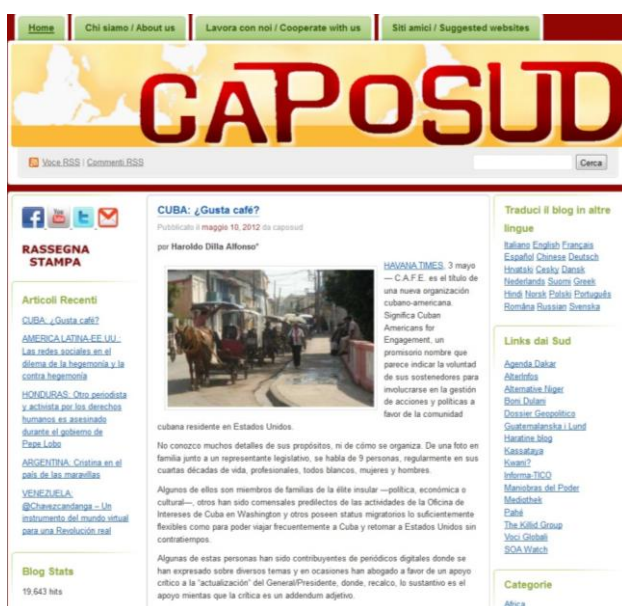 Home
Chi siamo / About us
Lavora con noi / Cooperate with us
Siti amici / Suggested websites
CAPOSUD
Voce RSS | Commenti RSS
Cerca
RASSEGNA
STAMPA
Articoli Recenti
CUBA: ¿Gusta café?
AMERICA LATINA-EE.UU.:
Las redes sociales en el
dilema de la hegemonía y la
contra hegemonía
HONDURAS: Otro periodista
y activista por los derechos
humanos es asesinado
durante el gobierno de
Pepe Lobo
ARGENTINA: Cristina en el
país de las maravillas
VENEZUELA:
@Chavezcandanga – Un
instrumento del mundo virtual
para una Revolución real
Blog Stats
19,643 hits
CUBA: ¿Gusta café?
Pubblicato il maggio 10, 2012 da caposud
por Haroldo Dilla Alfonso*
HAVANA TIMES, 3 mayo
— C.A.F.E. es el título de
una nueva organización
cubano-americana.
Significa Cuban
Americans for
Engagement, un
promisorio nombre que
parece indicar la voluntad
de sus sostenedores para
involucrarse en la gestión
de acciones y políticas a
favor de la comunidad
cubana residente en Estados Unidos.
No conozco muchos detalles de sus propósitos, ni de cómo se organiza. De una foto en
familia junto a un representante legislativo, se habla de 9 personas, regularmente en sus
cuartas décadas de vida, profesionales, todos blancos, mujeres y hombres.
Algunos de ellos son miembros de familias de la élite insular —política, económica o
cultural—, otros han sido comensales predilectos de las actividades de la Oficina de
Intereses de Cuba en Washington y otros poseen status migratorios lo suficientemente
flexibles como para poder viajar frecuentemente a Cuba y retornar a Estados Unidos sin
contratiempos.
Algunas de estas personas han sido contribuyentes de periódicos digitales donde se
han expresado sobre diversos temas y en ocasiones han abogado a favor de un apoyo
crítico a la "actualización" del General/Presidente, donde, recalco, lo sustantivo es el
apoyo mientas que la crítica es un addendum adjetivo.
Traduci il blog in altre
lingue
Italiano English Français
Español Chinese Deutsch
Hrvatski Cesky Dansk
Nederlands Suomi Greek
Hindi Norsk Polski Português
Româna Russian Svenska
Links dai Sud
Agenda Dakar
AlterInfos
Alternative Niger
Boni Dulani
Dossier Geopolitico
Guatemalanska i Lund
Haratine blog
Kassataya
Kwani?
Informa-TICO
Maniobras del Poder
Mediothek
Pahé
The Killid Group
Voci Globali
SOA Watch
Categorie
Africa